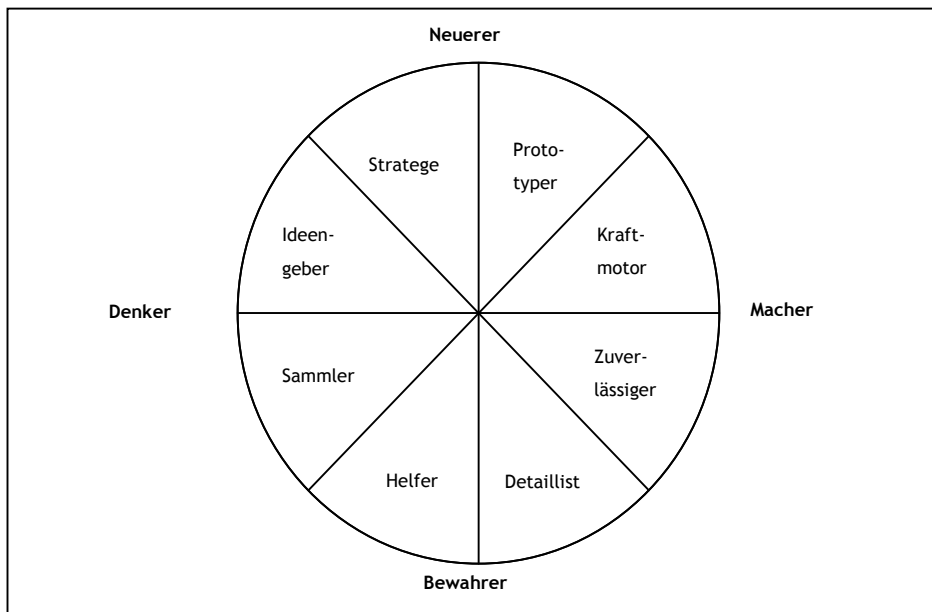 Neuerer
Stratege
Proto-
typer
Ideen-
geber
Kraft-
motor
Denker
Macher
Sammler
Zuver-
lässiger
Helfer
Detaillist
Bewahrer